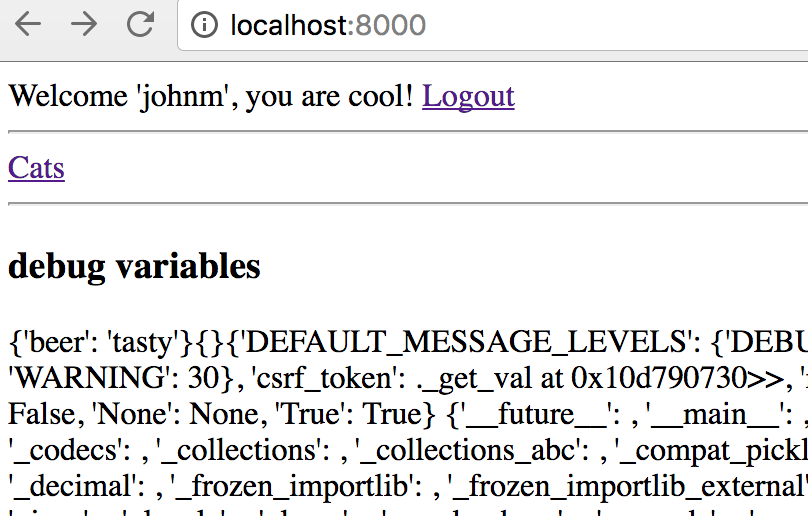 localhost:8000
Welcome 'johnm', you are cool! Logout
Cats
debug variables
{'beer': 'tasty'}{}{'DEFAULT_MESSAGE_LEVELS': {'DEBU
'WARNING': 30}, 'csrf_token': ._get_val at 0x10d790730>>, '
False, 'None': None, 'True': True} {'__future__': , '__main__': ,
'_codecs': , '_collections': , '_collections_abc': , '_compat_pickl
'_decimal': , '_frozen_importlib': , '_frozen_importlib_external'